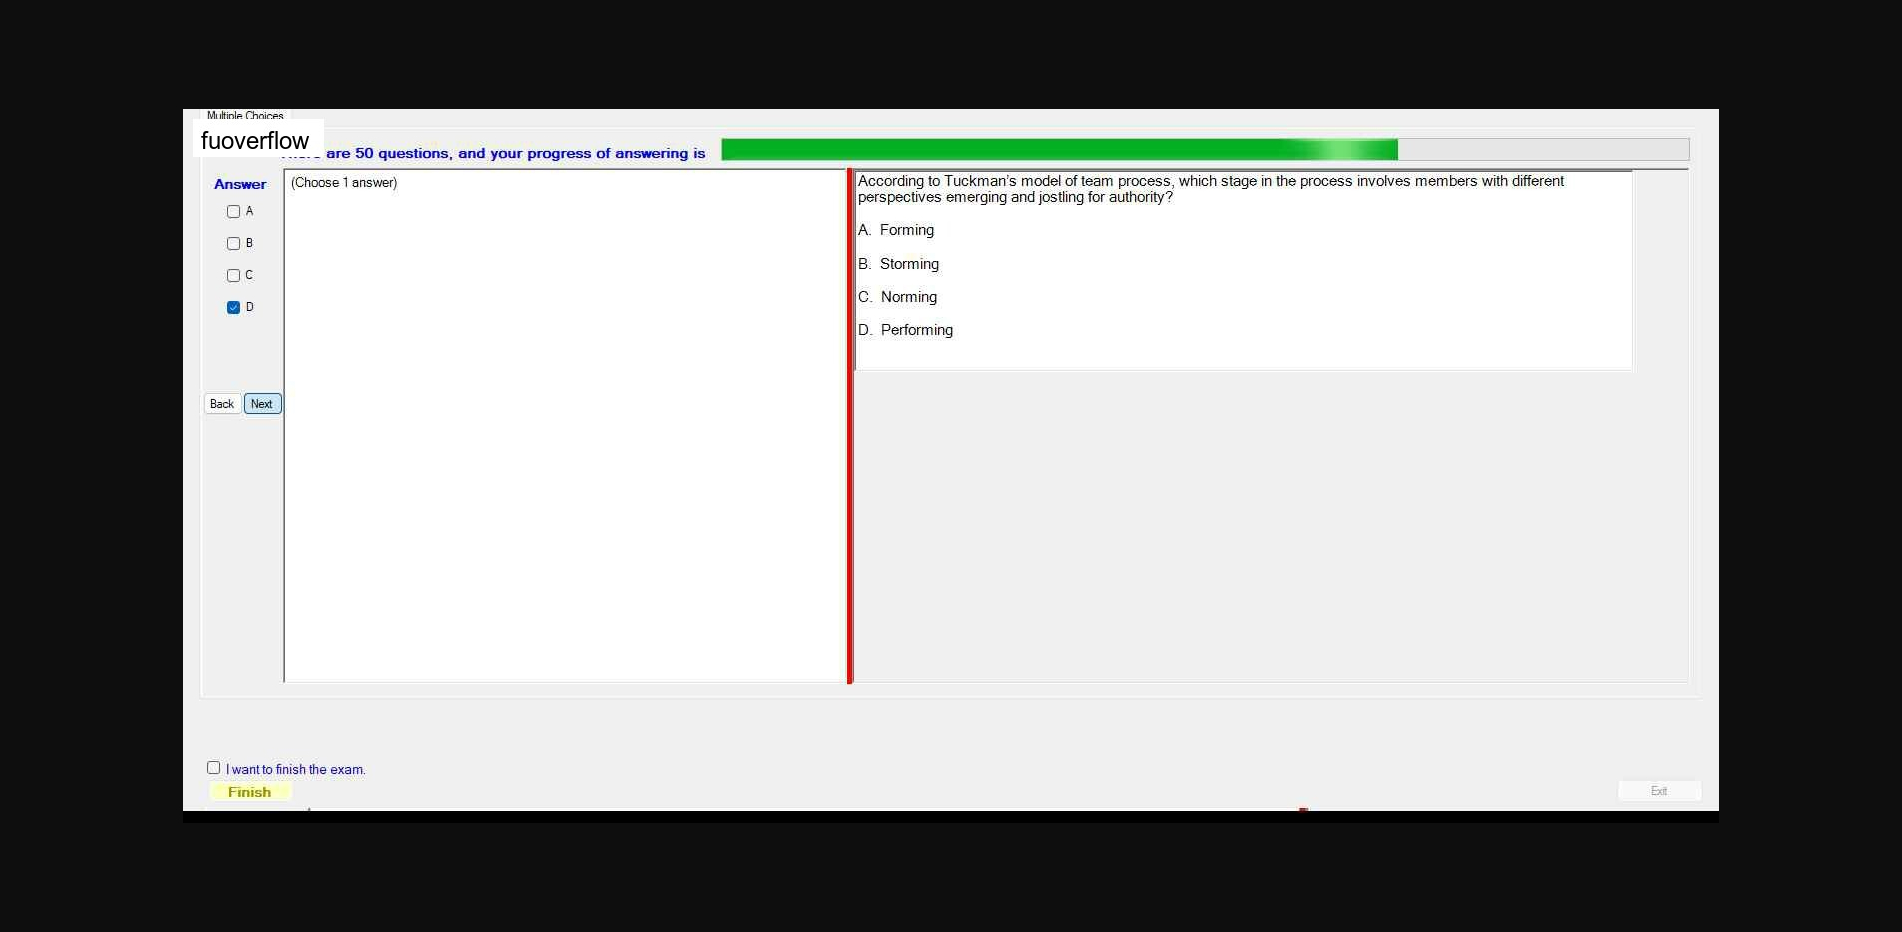 Multiple Choices
fuoverflow
are 50 questions, and your progress of answering is
Answer
(Choose 1 answer)
A
B
C
D
Back
Next
According to Tuckman's model of team process, which stage in the process involves members with different
perspectives emerging and jostling for authority?
A. Forming
B. Storming
C. Norming
D. Performing
I want to finish the exam.
Finish
Exit